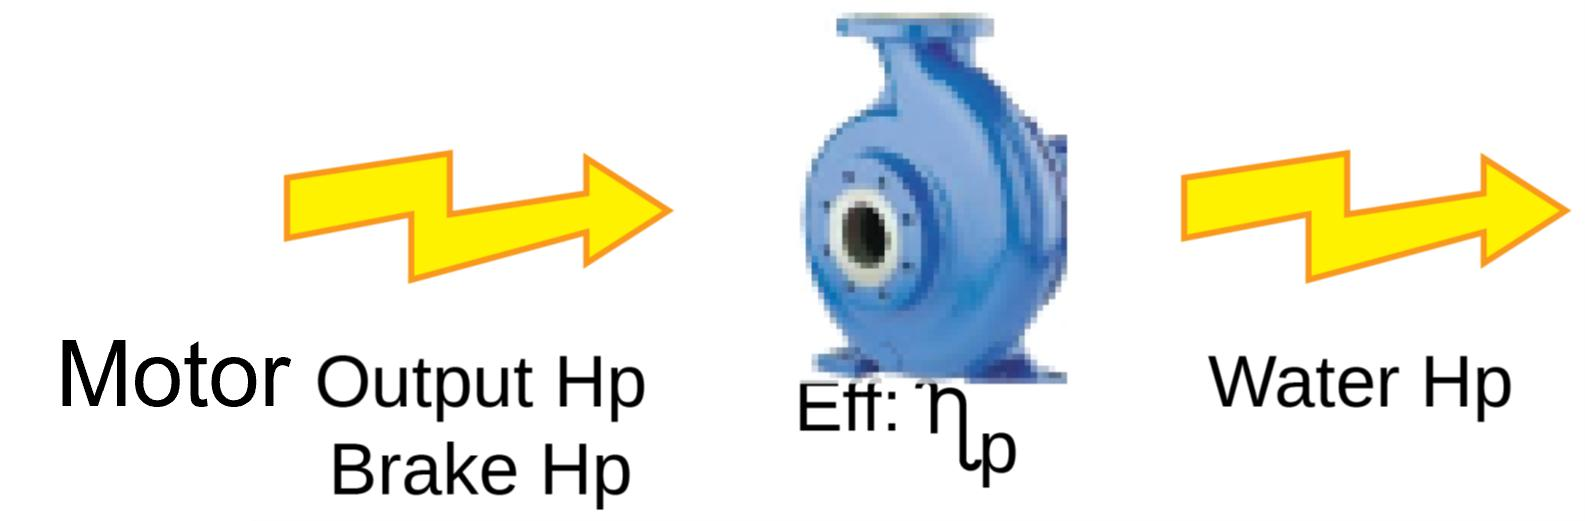 Motor Output Hp
Brake Hp
Eff: ηp
Water Hp